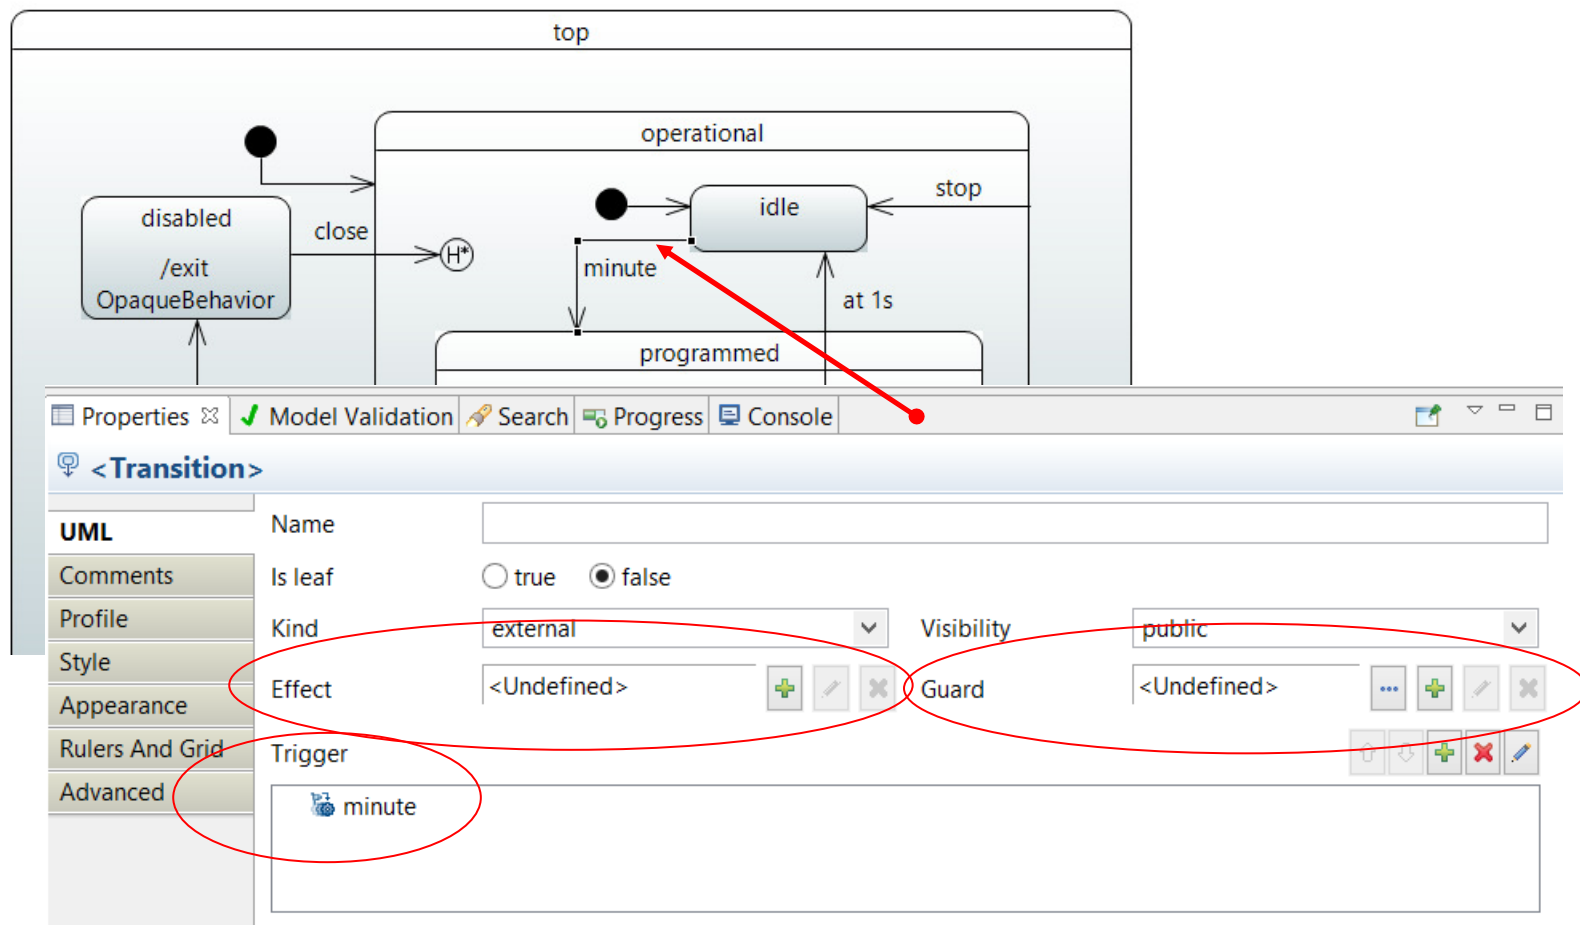 top
operational
idle
stop
disabled
close
H*
/exit
OpaqueBehavior
minute
at 1s
programmed
Properties
Model Validation
Search
Progress
Console
<Transition>
UML
Comments
Profile
Style
Appearance
Rulers And Grid
Advanced
Name
Is leaf
true
false
Kind
external
Visibility
public
Effect
<Undefined>
Guard
<Undefined>
Trigger
minute